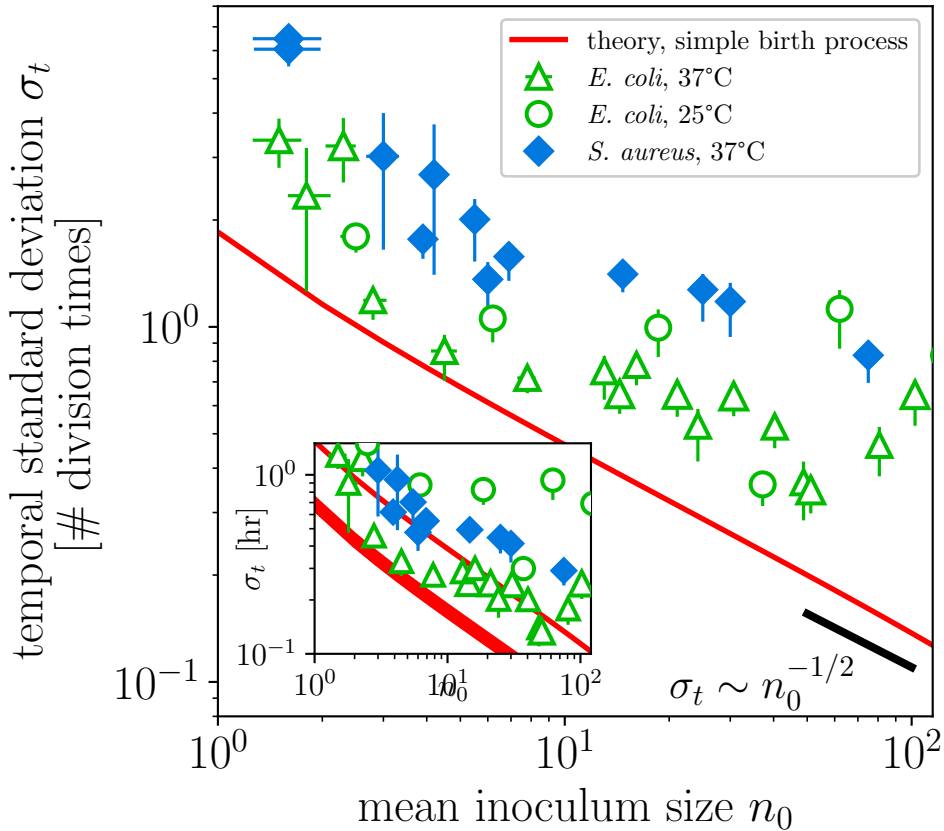 theory, simple birth process
E. coli, 37°C
E. coli, 25°C
S. aureus, 37°C
temporal standard deviation σ_t
[# division times]
10^0
10^-1
σ_t [hr]
10^0
10^-1
10^0
10^1
10^2
n_0
σ_t ∼ n_0^{-1/2}
10^0
10^1
10^2
mean inoculum size n_0